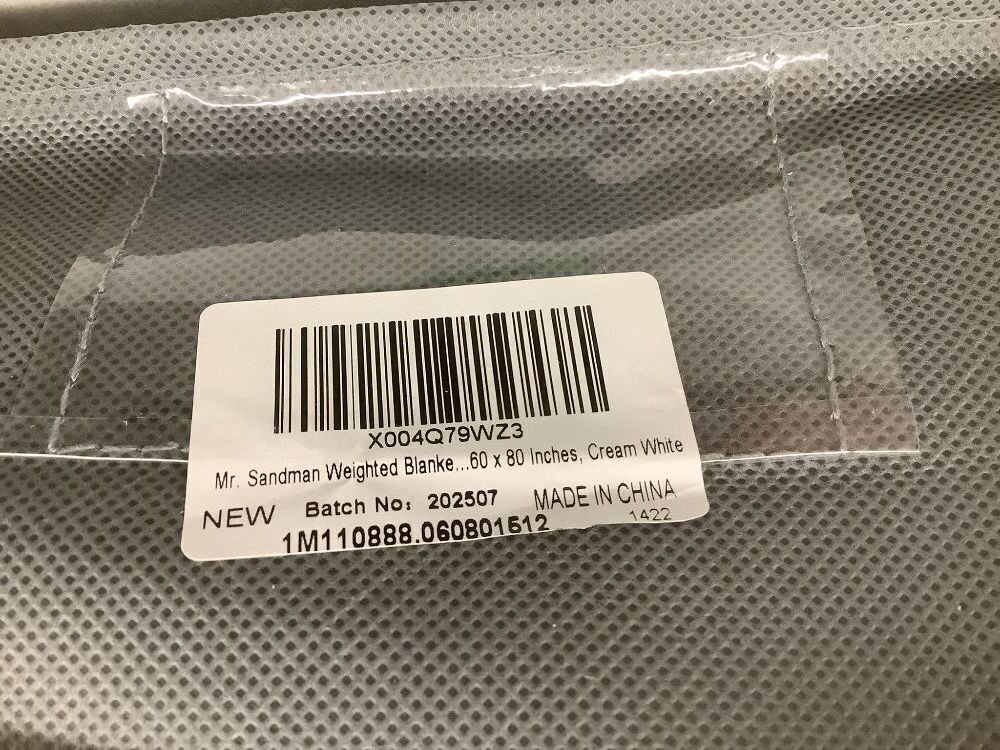 X004Q79WZ3
Mr. Sandman Weighted Blanke...60 x 80 Inches, Cream White
NEW Batch No: 202507 MADE IN CHINA
1M110888.060801512 1422